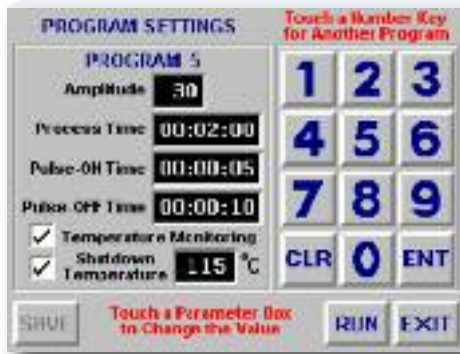 PROGRAM SETTINGS
Touch a Number Key
for Another Program
PROGRAM 5
Amplitude 30
Process Time 00:02:00
Pulse-ON Time 00:00:05
Pulse-OFF Time 00:00:10
Temperature Monitoring
Shutdown
Temperature 115 °C
1 2 3
4 5 6
7 8 9
CLR 0 ENT
SAVE
Touch a Parameter Box
to Change the Value
RUN EXIT